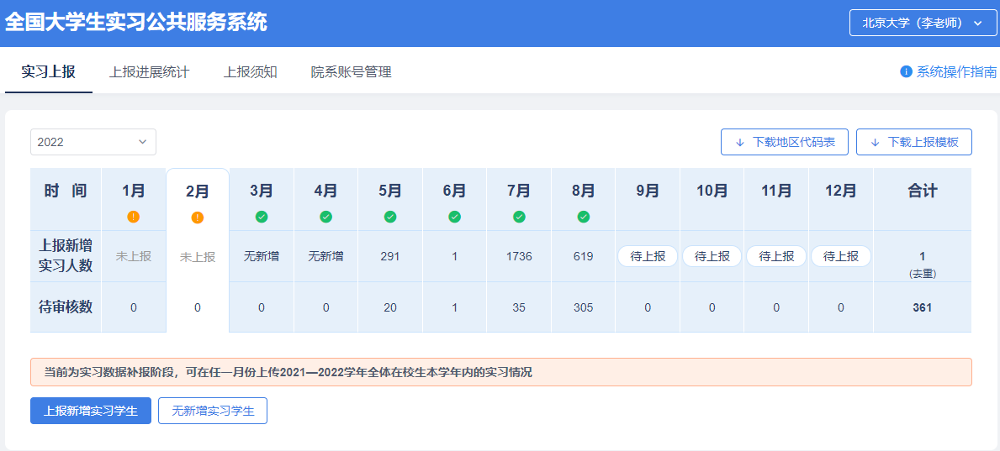 全国大学生实习公共服务系统
北京大学（李老师）
实习上报 上报进展统计 上报须知 院系账号管理
系统操作指南
2022
下载地区代码表 下载上报模板
时 间 1月 2月 3月 4月 5月 6月 7月 8月 9月 10月 11月 12月 合计
上报新增
实习人数 未上报 未上报 无新增 无新增 291 1 1736 619 待上报 待上报 待上报 待上报 1
(去重)
待审核数 0 0 0 0 20 1 35 305 0 0 0 0 361
当前为实习数据补报阶段，可在任一月份上传2021—2022学年全体在校生本学年内的实习情况
上报新增实习学生 无新增实习学生